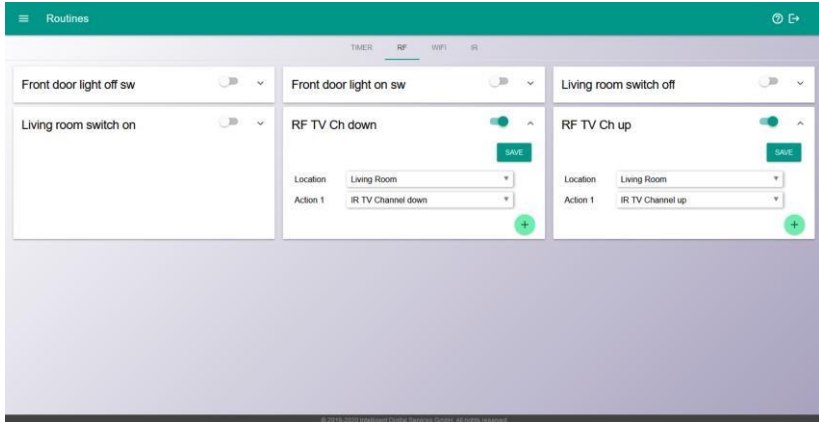 Routines
TIMER RF WIFI IR
Front door light off sw
Front door light on sw
Living room switch off
Living room switch on
RF TV Ch down
SAVE
Location Living Room
Action 1 IR TV Channel down
+
RF TV Ch up
SAVE
Location Living Room
Action 1 IR TV Channel up
+
© 2019-2020 Intelligent Digital Services GmbH. All rights reserved